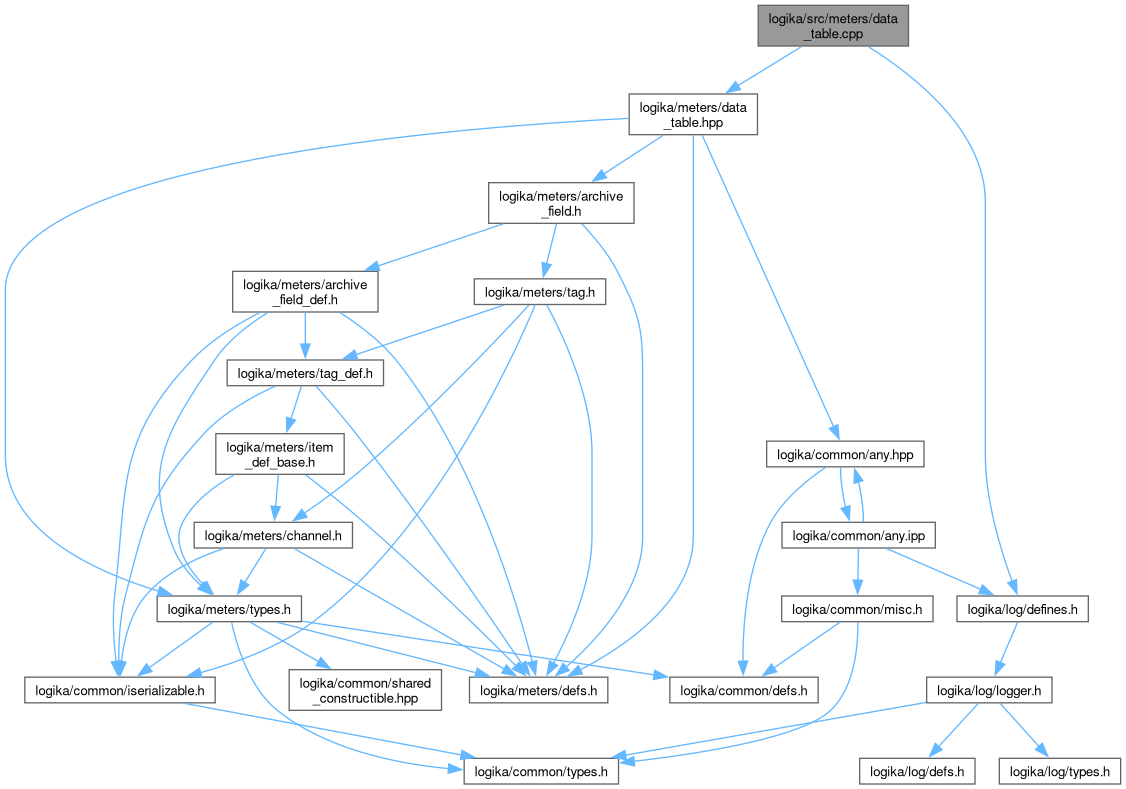 logika/src/meters/data
_table.cpp
logika/meters/data
_table.hpp
logika/meters/archive
_field.h
logika/meters/archive
_field_def.h
logika/meters/tag.h
logika/meters/tag_def.h
logika/meters/item
_def_base.h
logika/common/any.hpp
logika/meters/channel.h
logika/common/any.ipp
logika/meters/types.h
logika/common/misc.h
logika/log/defines.h
logika/common/iserializable.h
logika/common/shared
_constructible.hpp
logika/meters/defs.h
logika/common/defs.h
logika/log/logger.h
logika/common/types.h
logika/log/defs.h
logika/log/types.h